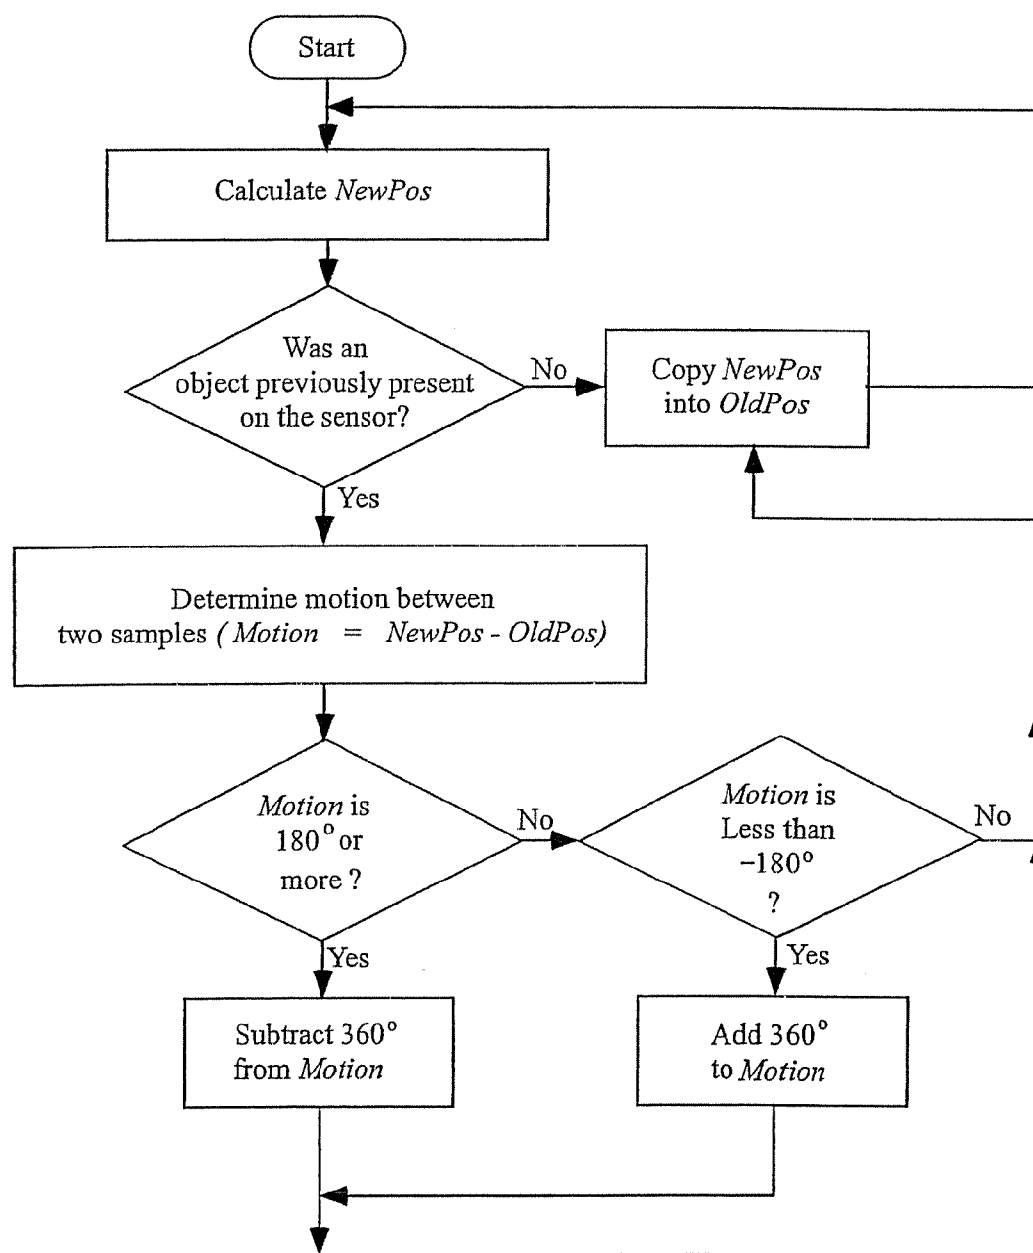 Start
Calculate NewPos
Was an
object previously present
on the sensor?
No
Copy NewPos
into OldPos
Yes
Determine motion between
two samples ( Motion = NewPos - OldPos)
Motion is
180° or
more ?
No
Motion is
Less than
−180°
?
No
Yes
Yes
Subtract 360°
from Motion
Add 360°
to Motion